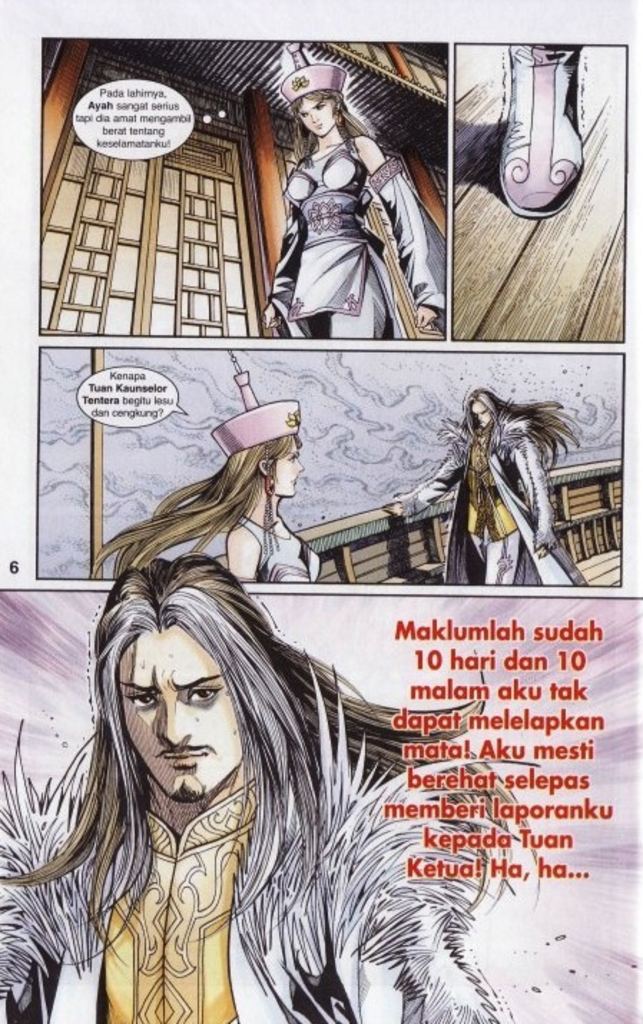 Pada lahirnya,
Ayah sangat serius
tapi dia amat mengambil
berat tentang
keselamatanku!
Kenapa
Tuan Kaunselor
Tentera begitu lesu
dan cengkung?
6
Maklumlah sudah
10 hari dan 10
malam aku tak
dapat melelapkan
mata! Aku mesti
berehat selepas
memberi laporanku
kepada Tuan
Ketua! Ha, ha...